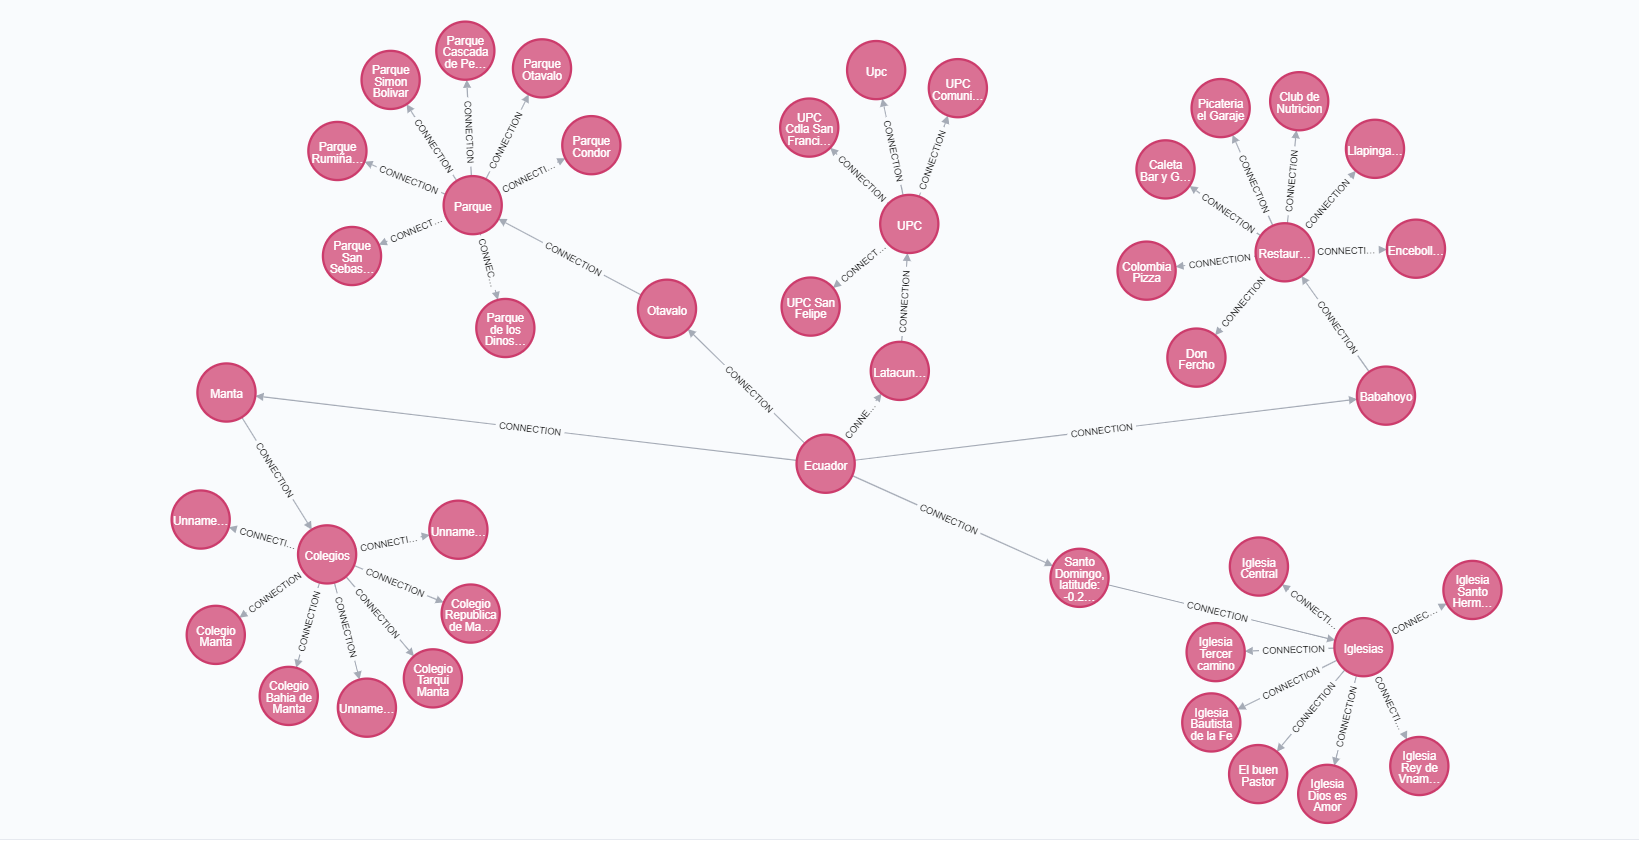 Parque
Cascada
de Pe...
Parque
Otavalo
Parque
Simon
Bolivar
Parque
Rumiña...
Parque
Condor
Parque
San
Sebas...
Parque
de los
Dinos...
Parque
CONNECTION
CONNECTION
CONNECTION
CONNECTION
CONNECTI...
CONNECT...
CONNEC...
CONNECTION
Otavalo
CONNECTION
Upc
UPC
Comuni...
UPC
Cdla San
Franci...
UPC
UPC San
Felipe
CONNECTION
CONNECTION
CONNECTION
CONNECT...
CONNECTION
Latacun...
CONNE...
Picateria
el Garaje
Club de
Nutricion
Llapinga...
Caleta
Bar y G...
Enceboll...
Colombia
Pizza
Don
Fercho
Restaur...
CONNECTION
CONNECTION
CONNECTION
CONNECTION
CONNECTI...
CONNECTION
CONNECTION
CONNECTION
Babahoyo
CONNECTION
Ecuador
Manta
CONNECTION
CONNECTION
Colegios
Unname...
CONNECTI...
CONNECTI...
Unname...
CONNECTION
Colegio
Manta
CONNECTION
Colegio
Bahia de
Manta
CONNECTION
Unname...
CONNECTION
Colegio
Tarqui
Manta
CONNECTION
Colegio
Republica
de Ma...
CONNECTION
Santo
Domingo,
latitude:
-0.2...
CONNECTION
Iglesias
Iglesia
Central
CONNECTI...
Iglesia
Santo
Herm...
CONNEC...
Iglesia
Tercer
camino
CONNECTION
Iglesia
Bautista
de la Fe
CONNECTION
El buen
Pastor
CONNECTION
Iglesia
Dios es
Amor
CONNECTION
Iglesia
Rey de
Vnam...
CONNECTI...